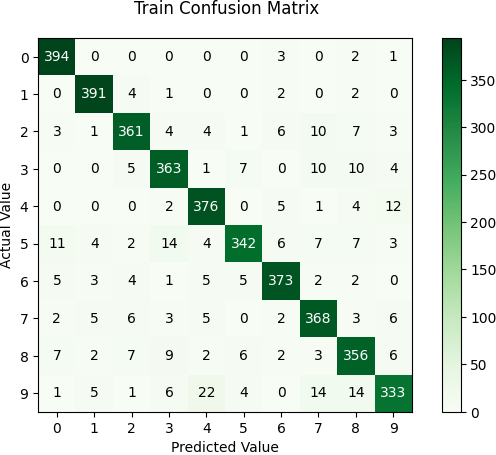 Train Confusion Matrix
0 394 0 0 0 0 0 3 0 2 1
1 0 391 4 1 0 0 2 0 2 0
2 3 1 361 4 4 1 6 10 7 3
3 0 0 5 363 1 7 0 10 10 4
4 0 0 0 2 376 0 5 1 4 12
5 11 4 2 14 4 342 6 7 7 3
6 5 3 4 1 5 5 373 2 2 0
7 2 5 6 3 5 0 2 368 3 6
8 7 2 7 9 2 6 2 3 356 6
9 1 5 1 6 22 4 0 14 14 333
0 1 2 3 4 5 6 7 8 9
Predicted Value
Actual Value
350
300
250
200
150
100
50
0